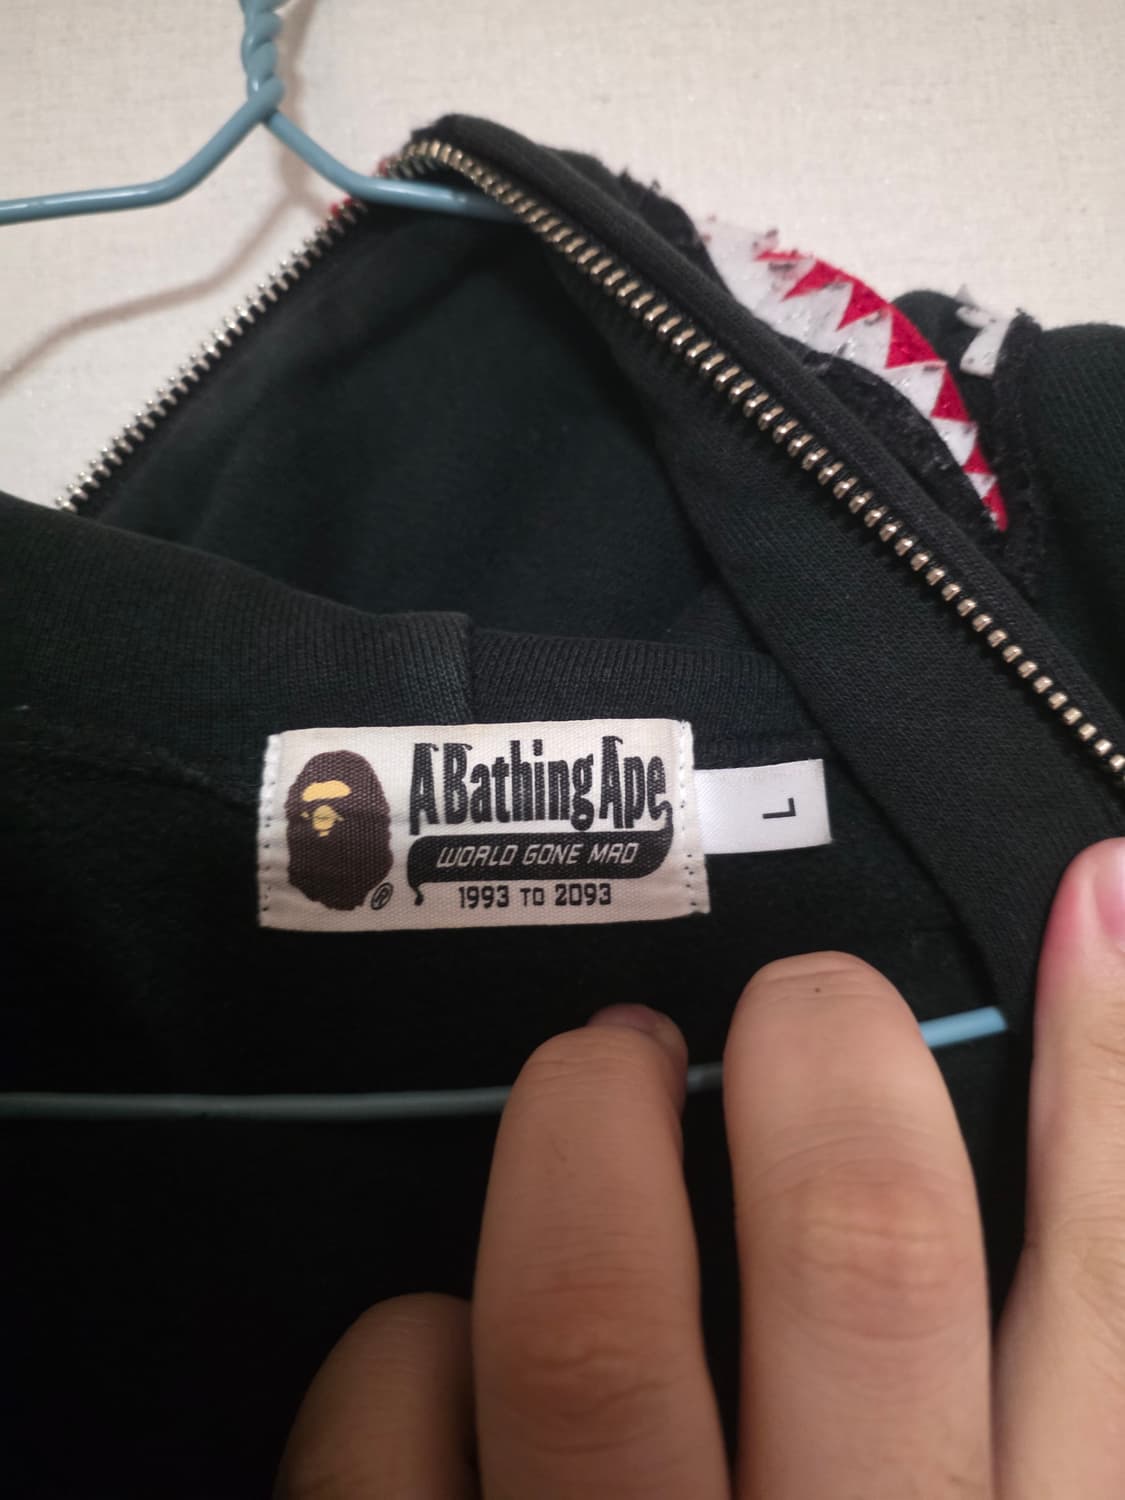 A Bathing Ape
WORLD GONE MAD
1993 TO 2093
®
L